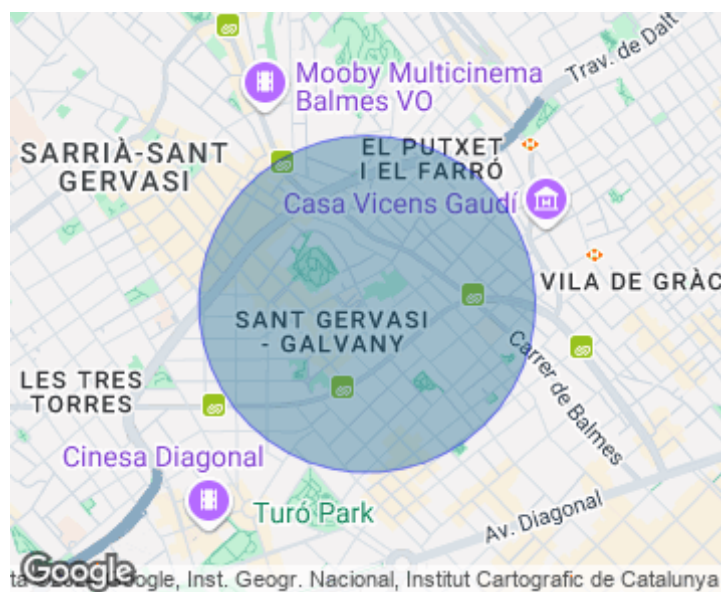 Trav. de Dalt
Mooby Multicinema
Balmes VO
EL PUTXET
I EL FARRÓ
SARRIÀ-SANT
GERVASI
Casa Vicens Gaudí
VILA DE GRÀC
SANT GERVASI
- GALVANY
Carrer de Balmes
LES TRES
TORRES
Cinesa Diagonal
Turó Park
Av. Diagonal
Google
Google, Inst. Geogr. Nacional, Institut Cartografic de Catalunya